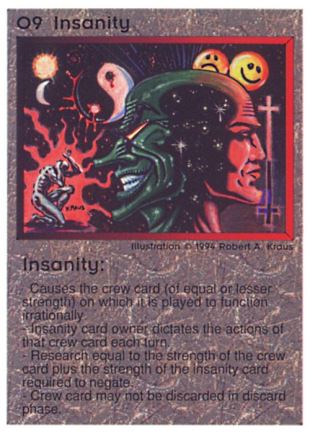 09 Insanity
R.KRAUS
Illustration © 1994 Robert A. Kraus
Insanity:
- Causes the crew card (of equal or lesser
strength) on which it is played to function
irrationally.
- Insanity card owner dictates the actions of
that crew card each turn.
- Research equal to the strength of the crew
card plus the strength of the insanity card
required to negate.
- Crew card may not be discarded in discard
phase.